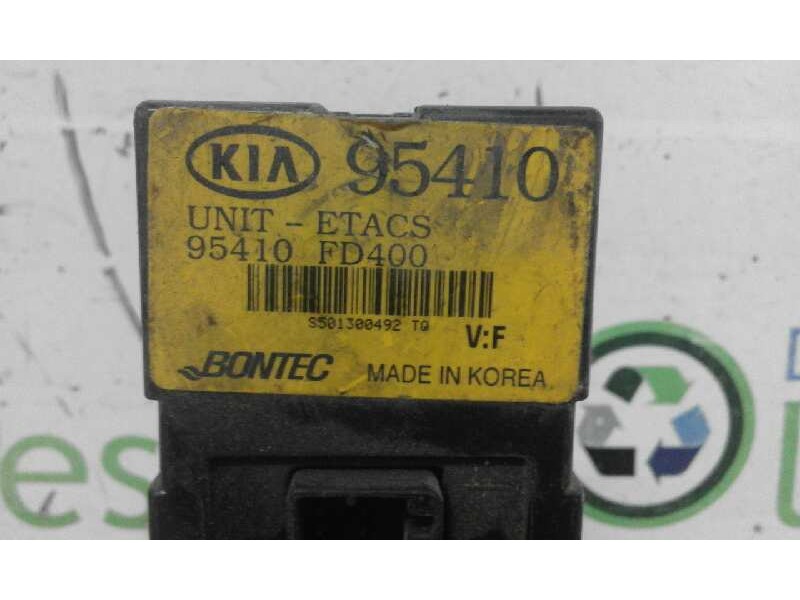 KIA 95410
UNIT - ETACS
95410 FD400
S501300492 TQ
V:F
BONTEC MADE IN KOREA